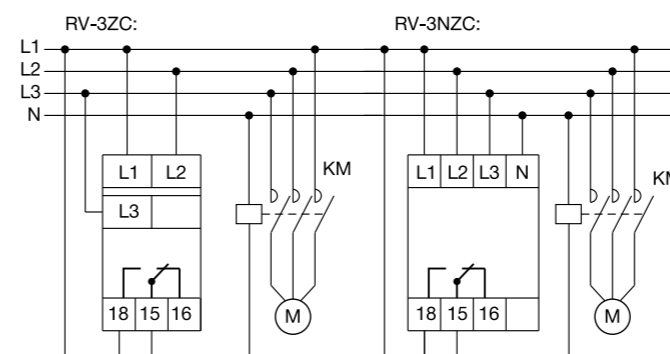 RV-3ZC: RV-3NZC:
L1
L2
L3
N
L1 L2 L1 L2 L3 N
KM
L3
18 15 16 M 18 15 16 M